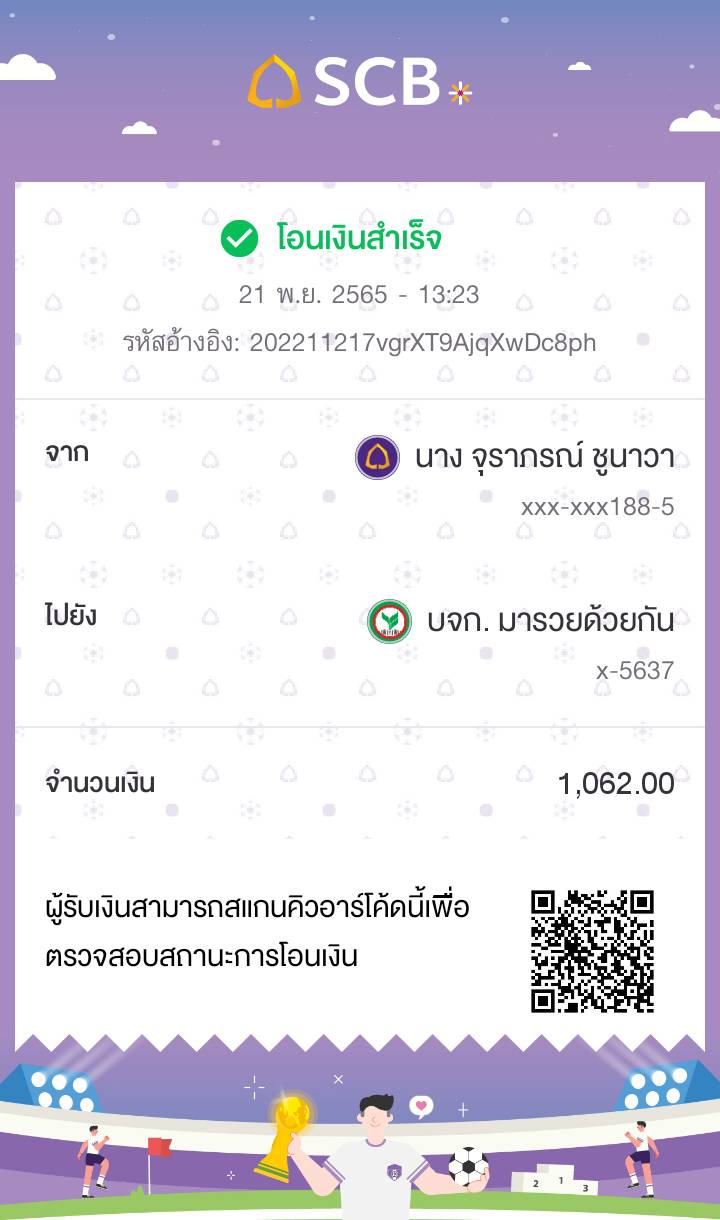 SCB
โอนเงินสำเร็จ
21 พ.ย. 2565 - 13:23
รหัสอ้างอิง: 202211217vgrXT9AjqXwDc8ph
จาก นาง จุราภรณ์ ชูนาวา
xxx-xxx188-5
ไปยัง บจก. มารวยด้วยกัน
x-5637
จำนวนเงิน 1,062.00
ผู้รับเงินสามารถสแกนคิวอาร์โค้ดนี้เพื่อ
ตรวจสอบสถานะการโอนเงิน
2 1 3